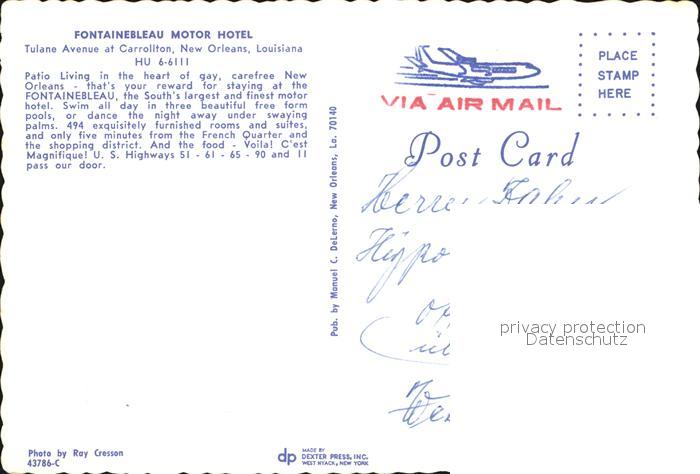 FONTAINEBLEAU MOTOR HOTEL
Tulane Avenue at Carrollton, New Orleans, Louisiana
HU 6-6111
Patio Living in the heart of gay, carefree New
Orleans - that's your reward for staying at the
FONTAINEBLEAU, the South's largest and finest motor
hotel. Swim all day in three beautiful free form
pools, or dance the night away under swaying
palms. 494 exquisitely furnished rooms and suites,
and only five minutes from the French Quarter and
the shopping district. And the food - Voila! C'est
Magnifique! U. S. Highways 51 - 61 - 65 - 90 and 11
pass our door.
Photo by Ray Cresson
43786-C
Pub. by Manuel C. DeLerno, New Orleans, La. 70140
dp
MADE BY
DEXTER PRESS, INC.
WEST NYACK, NEW YORK
VIA AIR MAIL
PLACE
STAMP
HERE
Post Card
Hypo
privacy protection
Datenschutz